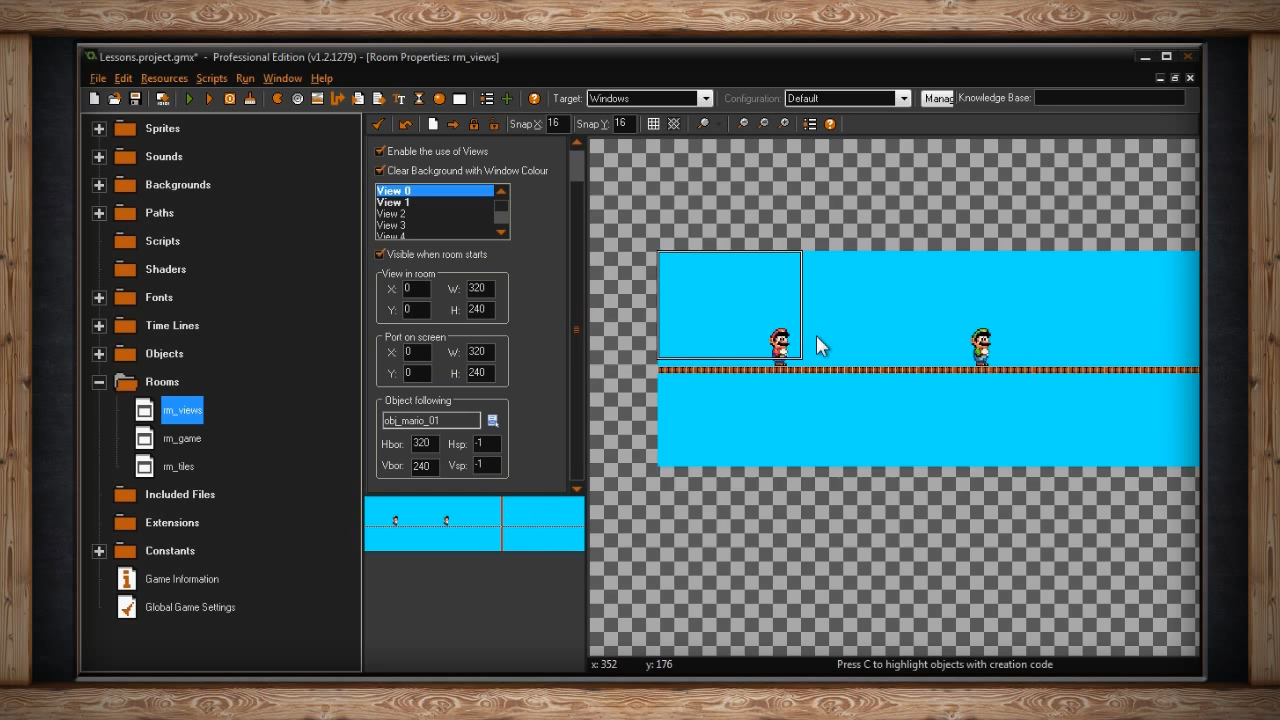 Lessons.project.gmx* - Professional Edition (v1.2.1279) - [Room Properties: rm_views]
File Edit Resources Scripts Run Window Help
Target: Windows Configuration: Default Manag Knowledge Base:
Snap X: 16 Snap Y: 16
Sprites
Sounds
Backgrounds
Paths
Scripts
Shaders
Fonts
Time Lines
Objects
Rooms
rm_views
rm_game
rm_tiles
Included Files
Extensions
Constants
Game Information
Global Game Settings
Enable the use of Views
Clear Background with Window Colour
View 0
View 1
View 2
View 3
View 4
Visible when room starts
View in room
X: 0 W: 320
Y: 0 H: 240
Port on screen
X: 0 W: 320
Y: 0 H: 240
Object following
obj_mario_01
Hbor: 320 Hsp: -1
Vbor: 240 Vsp: -1
x: 352 y: 176 Press C to highlight objects with creation code